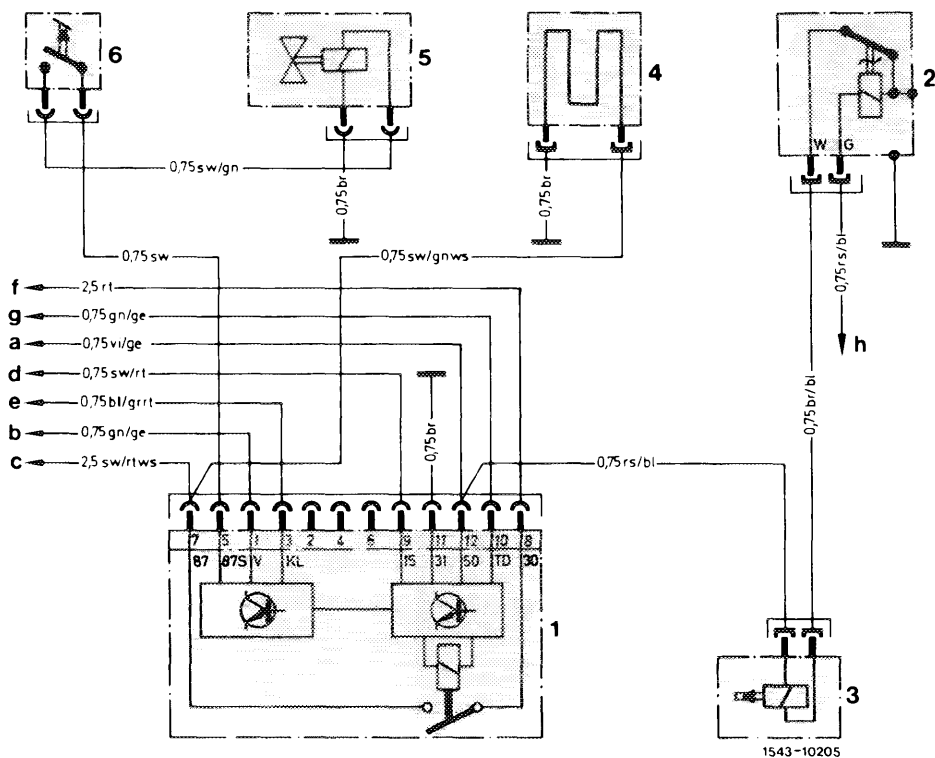 6
5
4
2
W G
0,75 sw/gn
0,75 br
0,75 br
0,75 sw
0,75 sw/gnws
0,75 rs/bl
f 2,5 rt
g 0,75 gn/ge
a 0,75 vi/ge
h
d 0,75 sw/rt
e 0,75 bl/grrt
0,75 br
0,75 br/bl
b 0,75 gn/ge
c 2,5 sw/rtws
0,75 rs/bl
7 5 1 3 2 4 6 9 11 12 10 8
87 87S V KL 15 31 50 TD 30
1
3
1543-10205